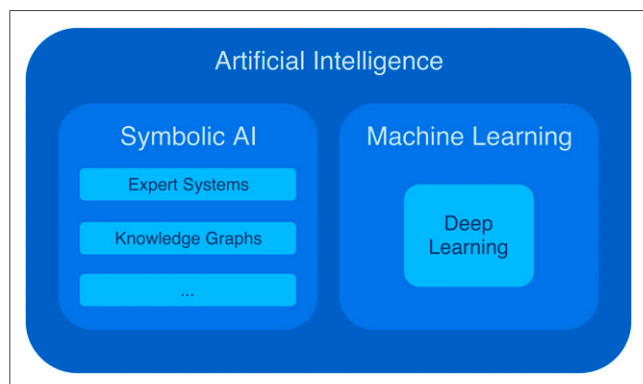 Artificial Intelligence
Symbolic AI
Expert Systems
Knowledge Graphs
...
Machine Learning
Deep
Learning